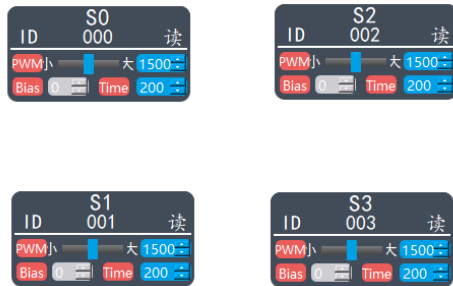 S0
ID 000 读
PWM 小 大 1500
Bias 0 Time 200
S2
ID 002 读
PWM 小 大 1500
Bias 0 Time 200
S1
ID 001 读
PWM 小 大 1500
Bias 0 Time 200
S3
ID 003 读
PWM 小 大 1500
Bias 0 Time 200